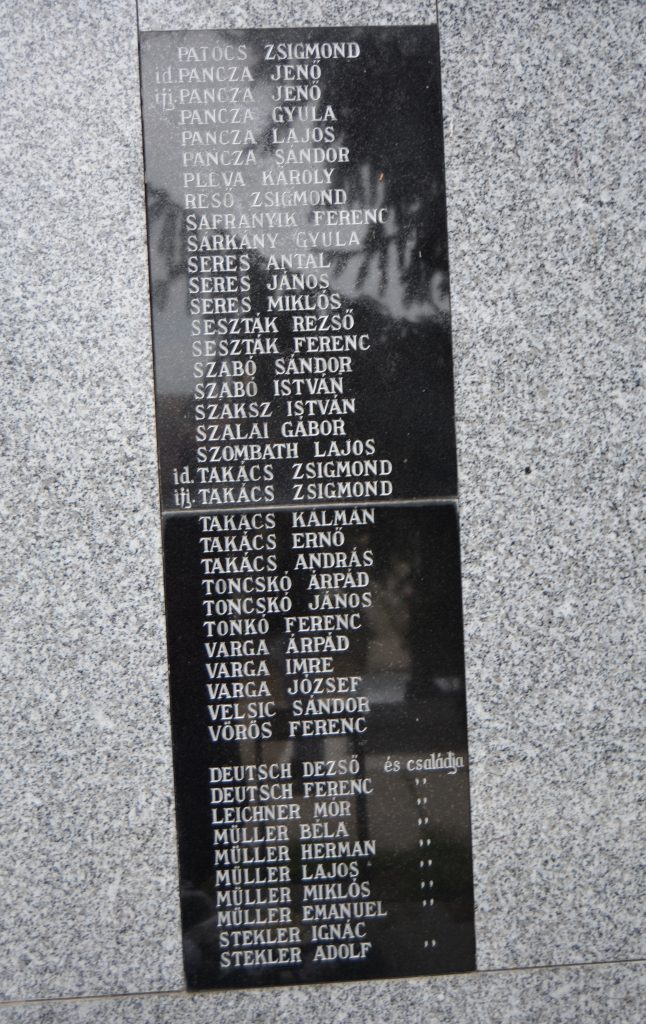 PATÓCS ZSIGMOND
id. PANCZA JENŐ
ifj. PANCZA JENŐ
PANCZA GYULA
PANCZA LAJOS
PANCZA SÁNDOR
PLEVA KÁROLY
RESŐ ZSIGMOND
SAFRANYIK FERENC
SÁRKÁNY GYULA
SERES ANTAL
SERES JÁNOS
SERES MIKLÓS
SESZTÁK REZSŐ
SESZTÁK FERENC
SZABÓ SÁNDOR
SZABÓ ISTVÁN
SZAKSZ ISTVÁN
SZALAI GÁBOR
SZOMBATH LAJOS
id. TAKÁCS ZSIGMOND
ifj. TAKÁCS ZSIGMOND
TAKÁCS KÁLMÁN
TAKÁCS ERNŐ
TAKÁCS ANDRÁS
TONCSKÓ ÁRPÁD
TONCSKÓ JÁNOS
TONKÓ FERENC
VARGA ÁRPÁD
VARGA IMRE
VARGA JÓZSEF
VELSIC SÁNDOR
VÖRÖS FERENC
DEUTSCH DEZSŐ és családja
DEUTSCH FERENC ,,
LEICHNER MÓR ,,
MÜLLER BÉLA ,,
MÜLLER HERMAN ,,
MÜLLER LAJOS ,,
MÜLLER MIKLÓS ,,
MÜLLER EMANUEL ,,
STEKLER IGNÁC
STEKLER ADOLF ,,